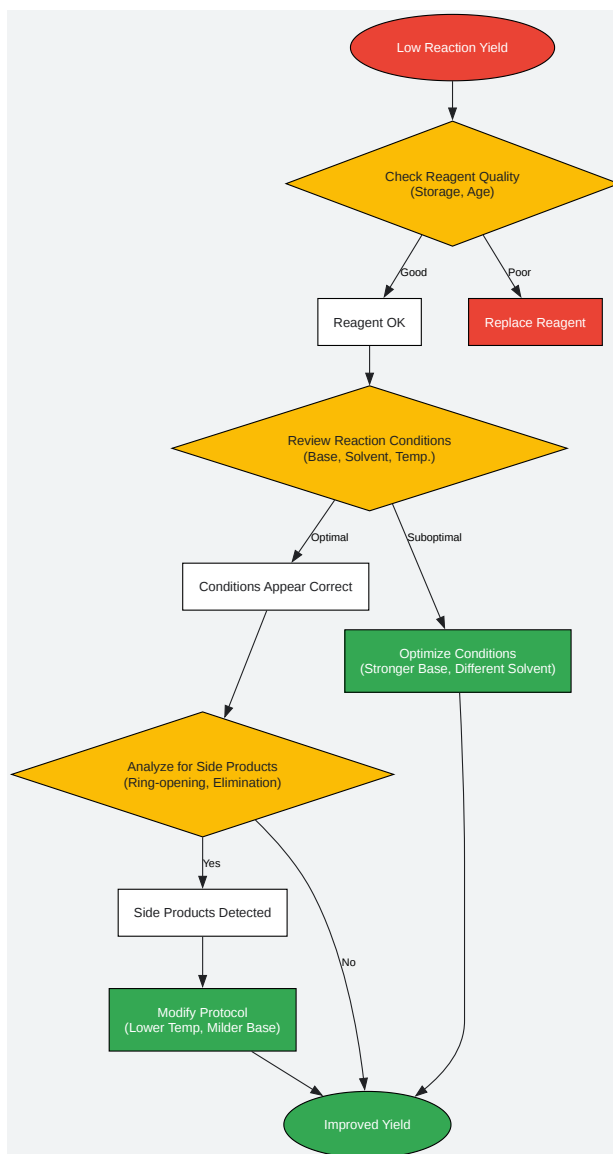 Low Reaction Yield
Check Reagent Quality
(Storage, Age)
Good
Poor
Reagent OK
Replace Reagent
Review Reaction Conditions
(Base, Solvent, Temp.)
Optimal
Suboptimal
Conditions Appear Correct
Optimize Conditions
(Stronger Base, Different Solvent)
Analyze for Side Products
(Ring-opening, Elimination)
Yes
Side Products Detected
No
Modify Protocol
(Lower Temp, Milder Base)
Improved Yield